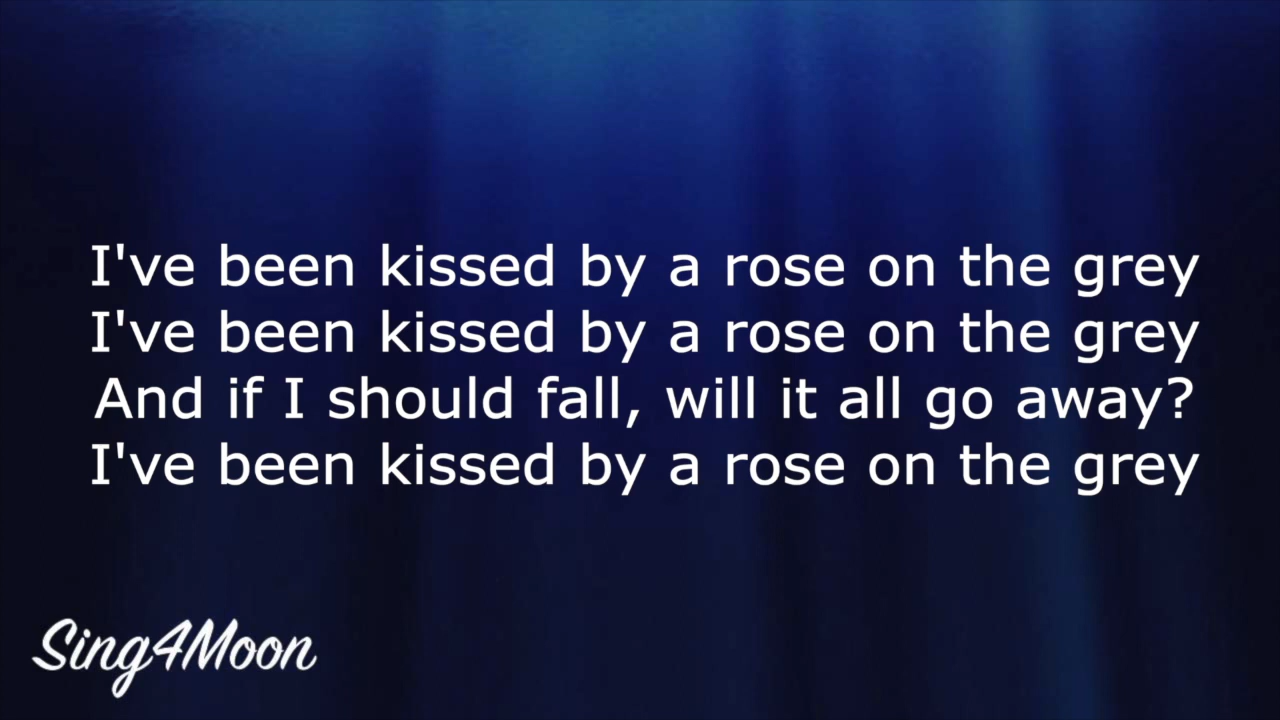 I've been kissed by a rose on the grey
I've been kissed by a rose on the grey
And if I should fall, will it all go away?
I've been kissed by a rose on the grey
Sing4Moon